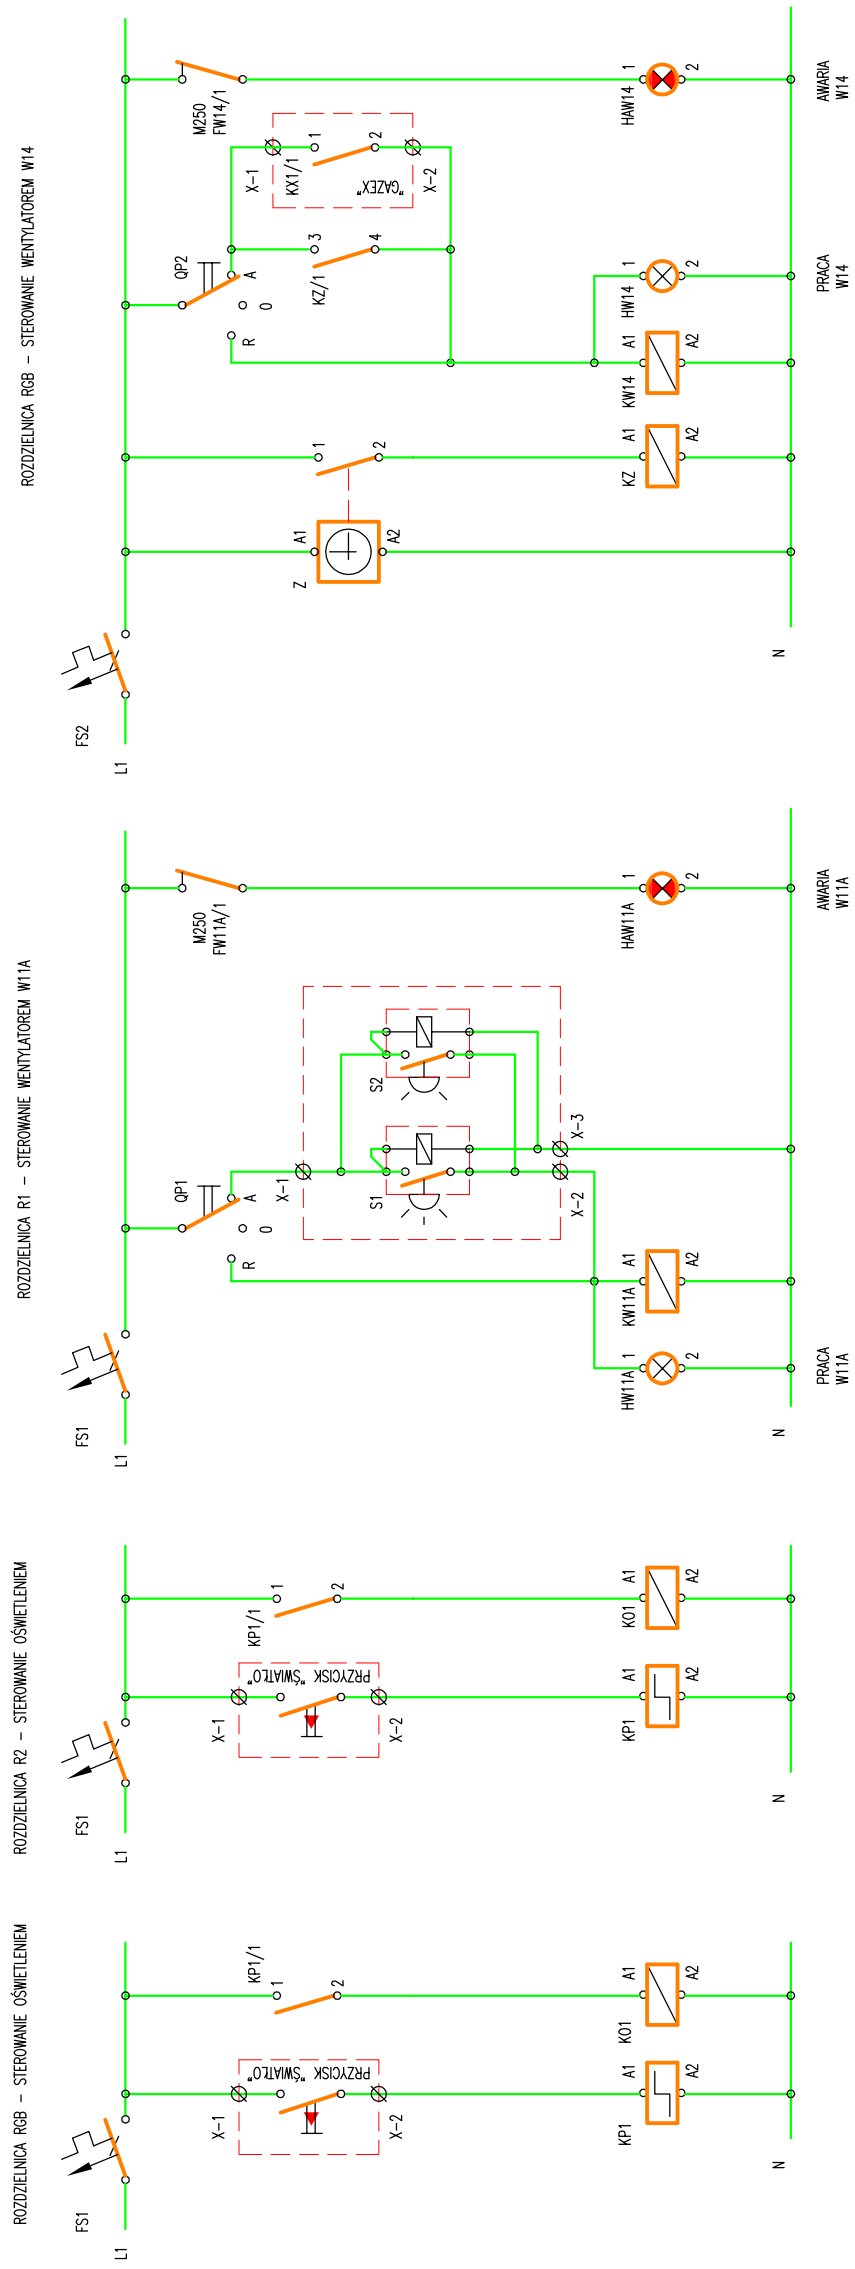 ROZDZIELNICA RGB – STEROWANIE OŚWIETLENIEM
FS1
L1
X-1
PRZYCISK "ŚWIATŁO"
X-2
KP1/1
1
2
KP1
A1
A2
KO1
A1
A2
N
ROZDZIELNICA R2 – STEROWANIE OŚWIETLENIEM
FS1
L1
X-1
PRZYCISK "ŚWIATŁO"
X-2
KP1/1
1
2
KP1
A1
A2
KO1
A1
A2
N
ROZDZIELNICA R1 – STEROWANIE WENTYLATOREM W11A
FS1
L1
QP1
R
0
A
M250
FW11A/1
X-1
S1
S2
X-2
X-3
HW11A
1
2
KW11A
A1
A2
HAW11A
1
2
N
PRACA
W11A
AWARIA
W11A
ROZDZIELNICA RGB – STEROWANIE WENTYLATOREM W14
FS2
L1
Z
A1
A2
1
2
QP2
R
0
A
KZ/1
3
4
X-1
KX1/1
1
2
"GAZEX"
X-2
M250
FW14/1
KZ
A1
A2
KW14
A1
A2
HW14
1
2
HAW14
1
2
N
PRACA
W14
AWARIA
W14